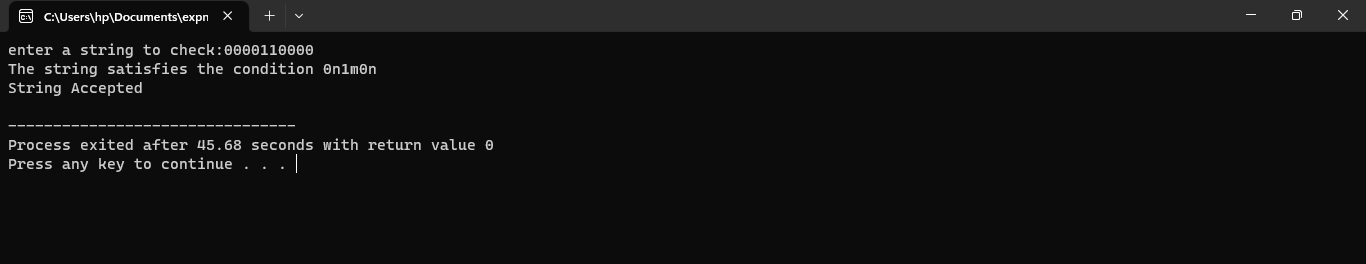 C:\Users\hp\Documents\expr
enter a string to check:0000110000
The string satisfies the condition 0n1m0n
String Accepted
--------------------------------
Process exited after 45.68 seconds with return value 0
Press any key to continue . . .